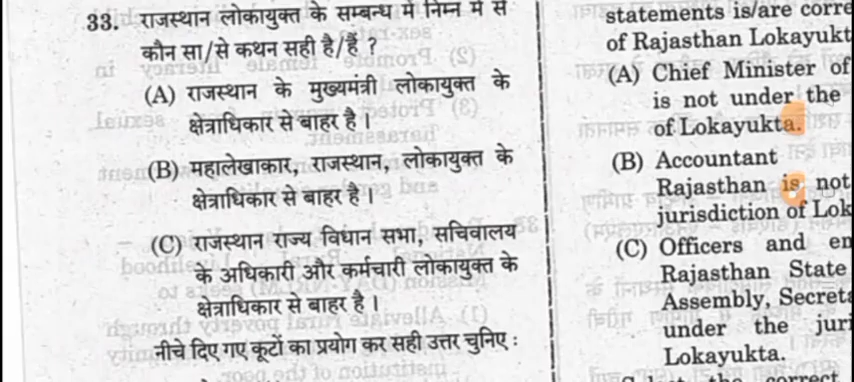 33. राजस्थान लोकायुक्त के सम्बन्ध में निम्न में से
कौन सा/से कथन सही है/हैं ?
(A) राजस्थान के मुख्यमंत्री लोकायुक्त के
क्षेत्राधिकार से बाहर है।
(B) महालेखाकार, राजस्थान, लोकायुक्त के
क्षेत्राधिकार से बाहर है।
(C) राजस्थान राज्य विधान सभा, सचिवालय
के अधिकारी और कर्मचारी लोकायुक्त के
क्षेत्राधिकार से बाहर है।
नीचे दिए गए कूटों का प्रयोग कर सही उत्तर चुनिए :
statements is/are corre
of Rajasthan Lokayukt
(A) Chief Minister of
is not under the
of Lokayukta.
(B) Accountant
Rajasthan is not
jurisdiction of Lok
(C) Officers and en
Rajasthan State
Assembly, Secreta
under the juri
Lokayukta.
the correct